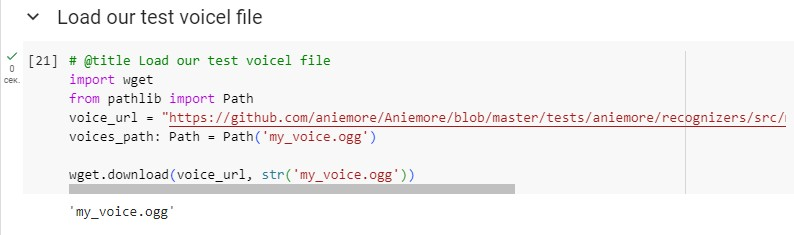 Load our test voicel file
[21] # @title Load our test voicel file
0
сек.
import wget
from pathlib import Path
voice_url = "https://github.com/aniemore/Aniemore/blob/master/tests/aniemore/recognizers/src/
voices_path: Path = Path('my_voice.ogg')
wget.download(voice_url, str('my_voice.ogg'))
'my_voice.ogg'